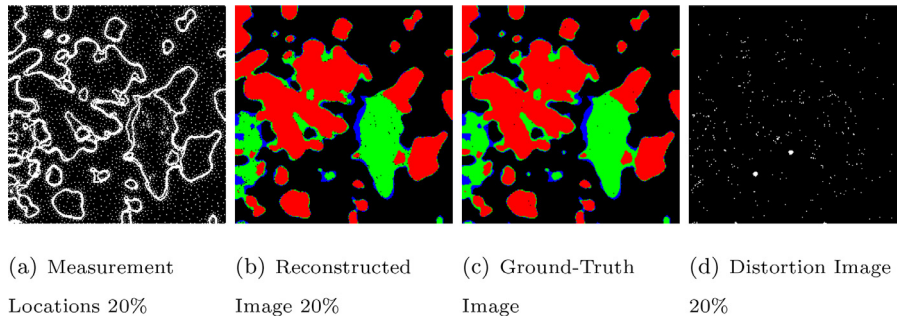 (a) Measurement
Locations 20%
(b) Reconstructed
Image 20%
(c) Ground-Truth
Image
(d) Distortion Image
20%